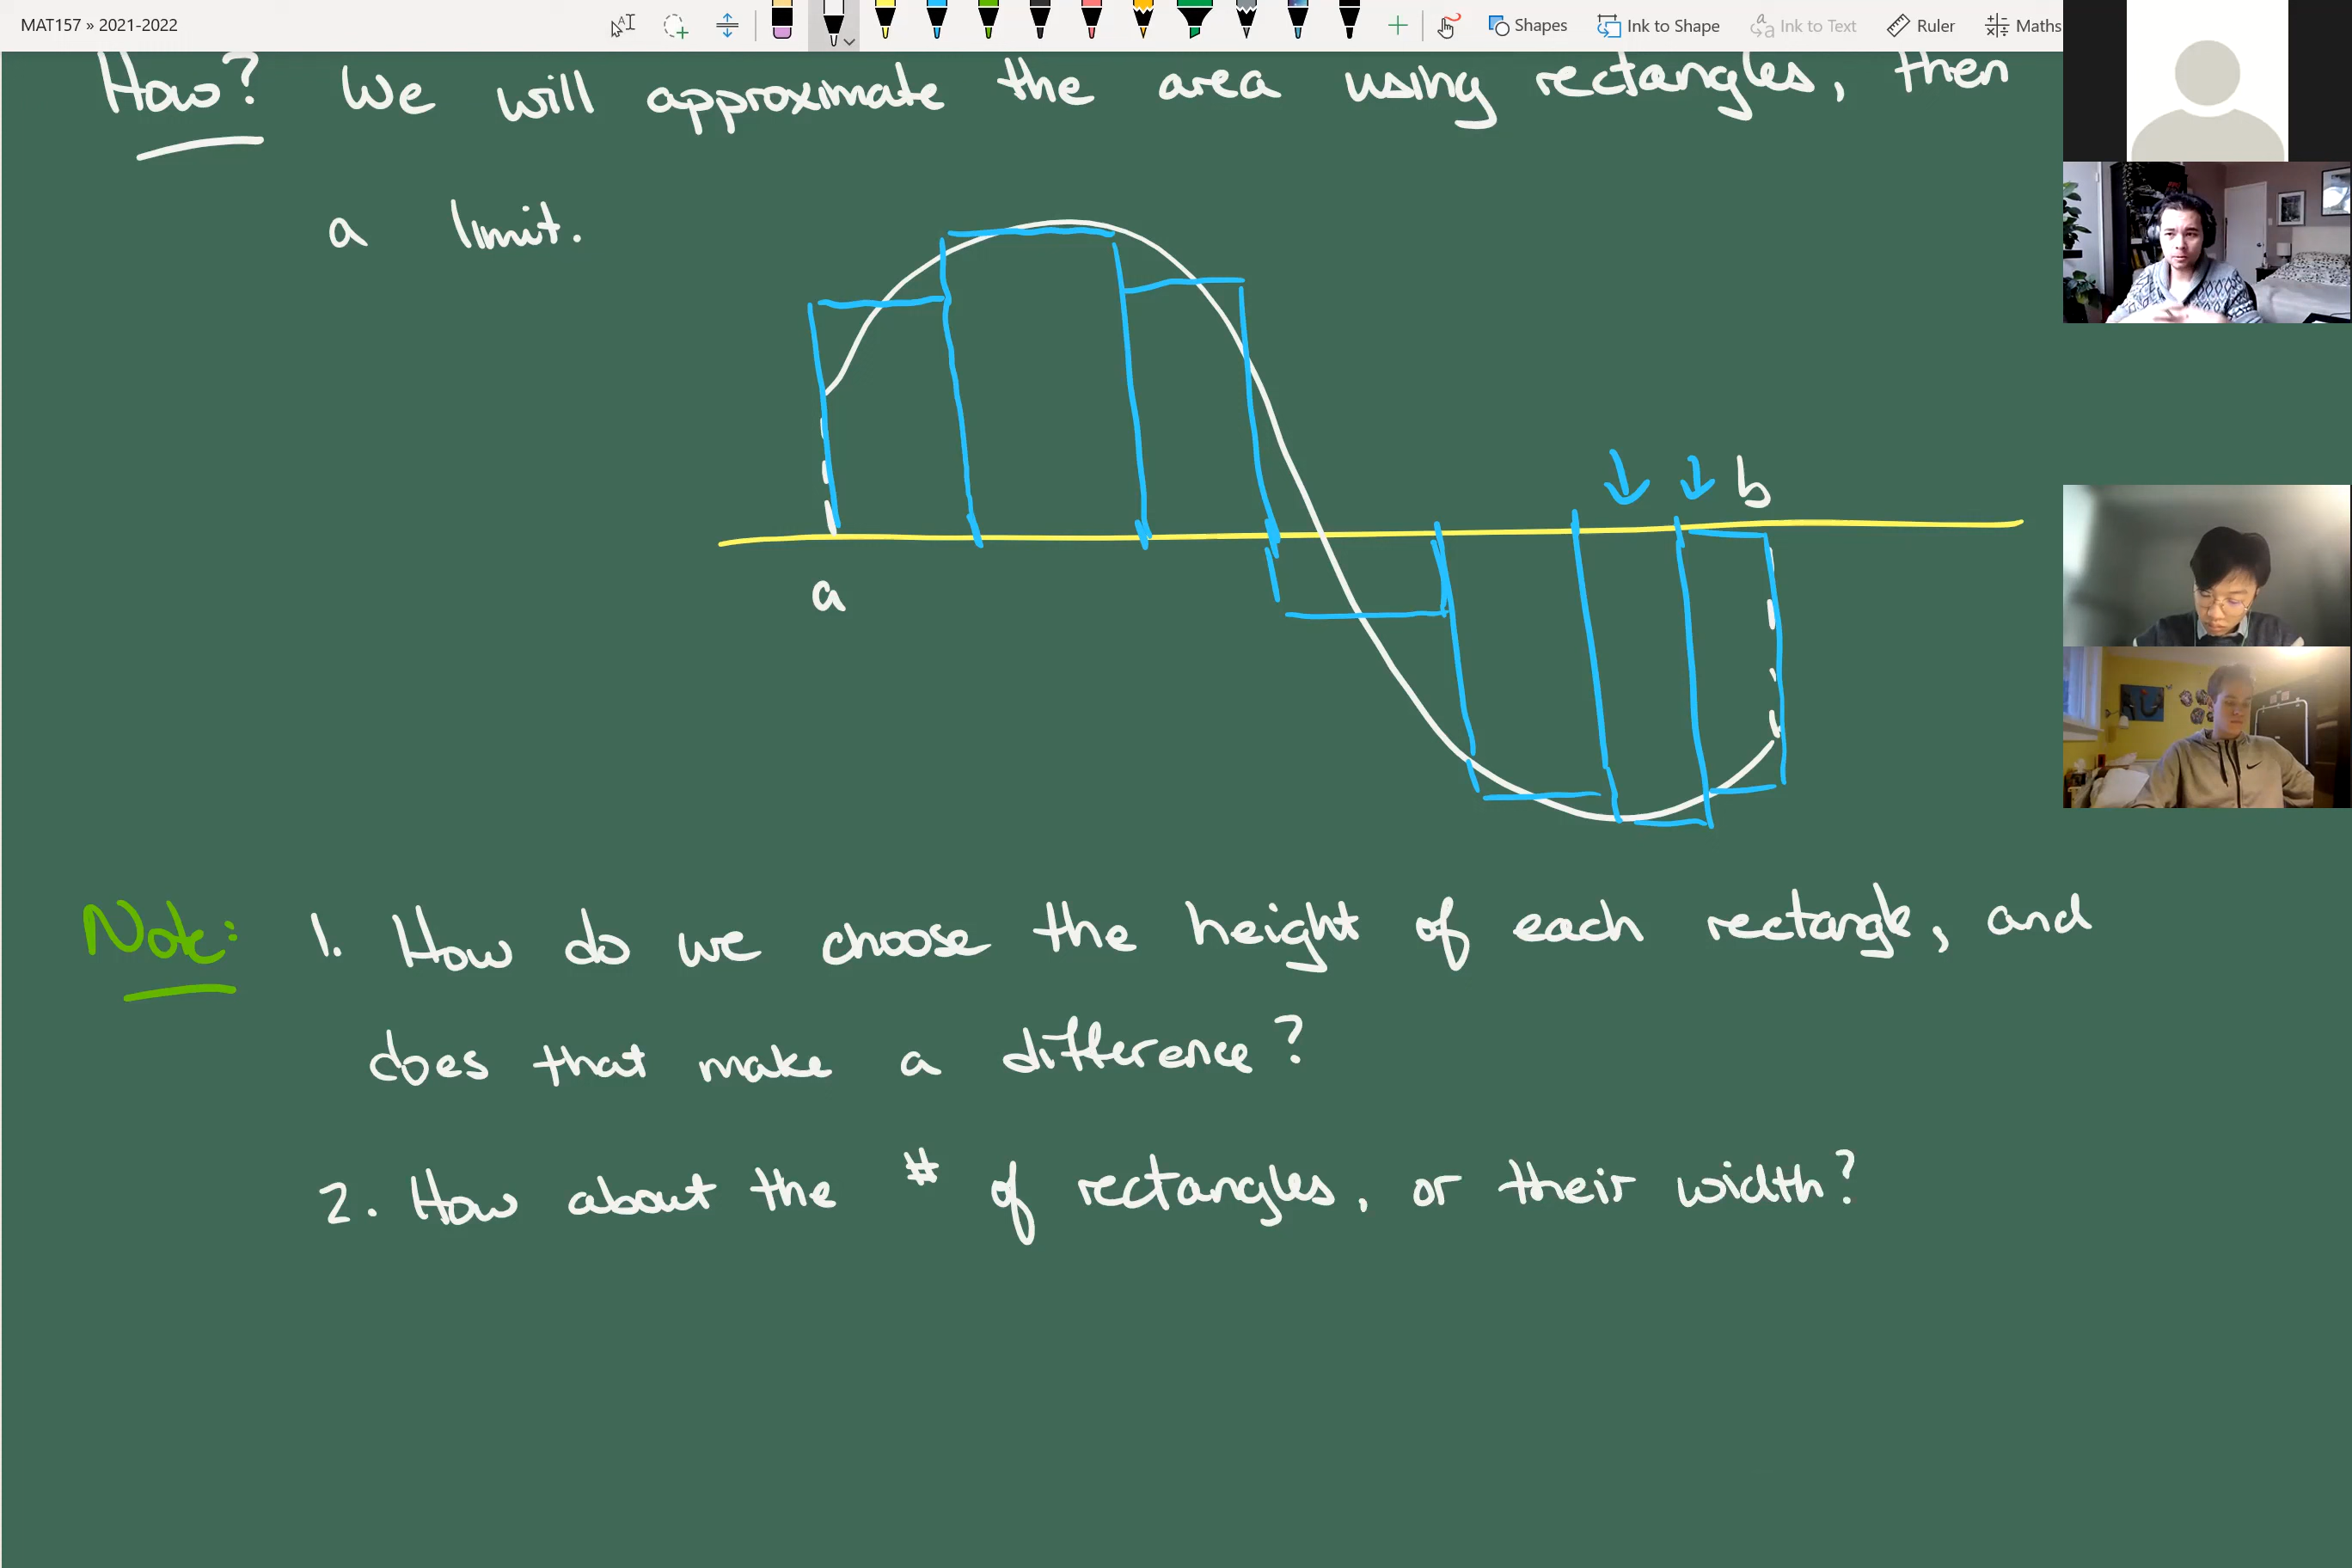 MAT157 » 2021-2022
Shapes
Ink to Shape
Ink to Text
Ruler
Maths
How? We will approximate the area using rectangles, then
a limit.
b
a
Note: 1. How do we choose the height of each rectangle, and
does that make a difference?
2. How about the # of rectangles, or their width?